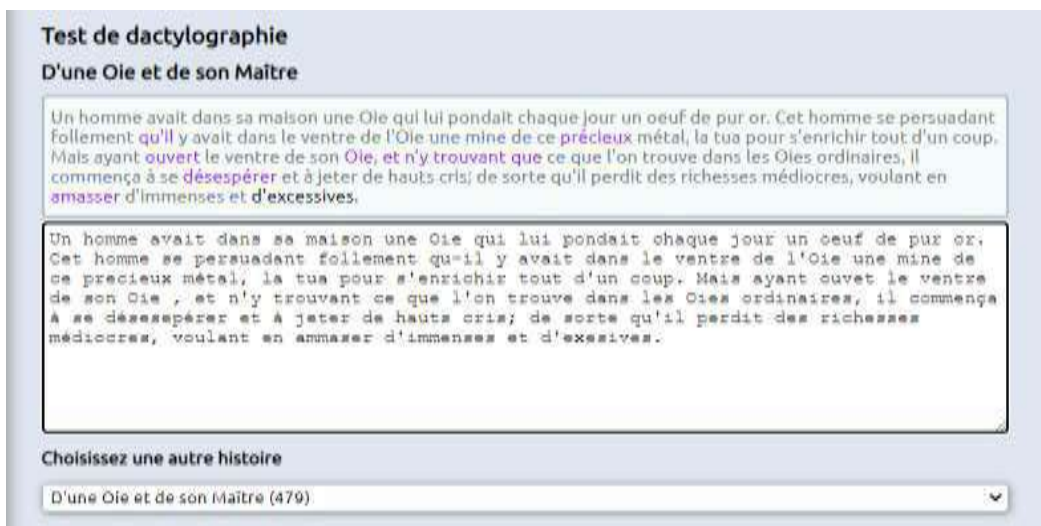 Test de dactylographie
D'une Oie et de son Maître
Un homme avait dans sa maison une Oie qui lui pondait chaque jour un oeuf de pur or. Cet homme se persuadant
follement qu'il y avait dans le ventre de l'Oie une mine de ce précieux métal, la tua pour s'enrichir tout d'un coup.
Mais ayant ouvert le ventre de son Oie, et n'y trouvant que ce que l'on trouve dans les Oies ordinaires, il
commença à se désespérer et à jeter de hauts cris; de sorte qu'il perdit des richesses médiocres, voulant en
amasser d'immenses et d'excessives.
Un homme avait dans sa maison une Oie qui lui pondait chaque jour un oeuf de pur or.
Cet homme se persuadant follement qu-il y avait dans le ventre de l'Oie une mine de
ce precieux métal, la tua pour s'enrichir tout d'un coup. Mais ayant ouvet le ventre
de son Oie , et n'y trouvant ce que l'on trouve dans les Oies ordinaires, il commença
à se désesepérer et à jeter de hauts cris; de sorte qu'il perdit des richesses
médiocres, voulant en ammaser d'immenses et d'exesives.
Choisissez une autre histoire
D'une Oie et de son Maître (479)